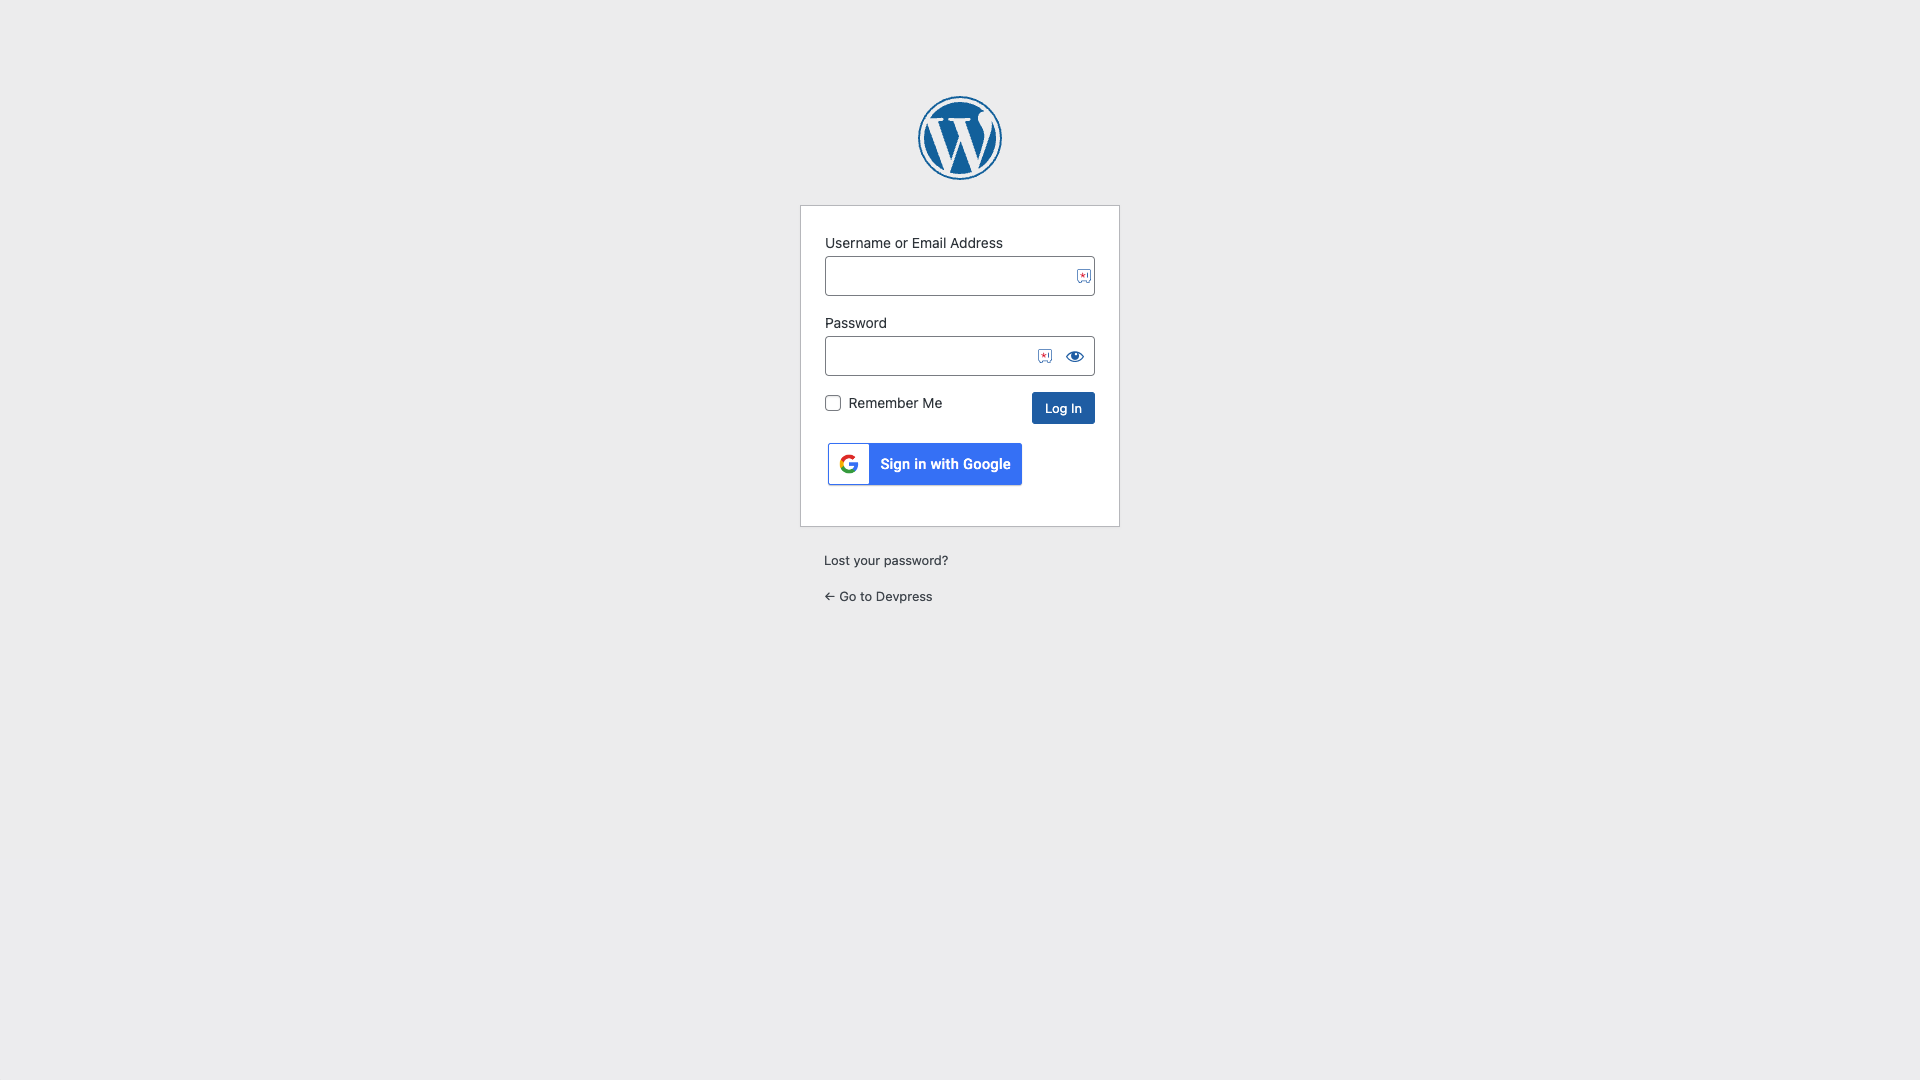 Username or Email Address
Password
Remember Me
Log In
Sign in with Google
Lost your password?
← Go to Devpress